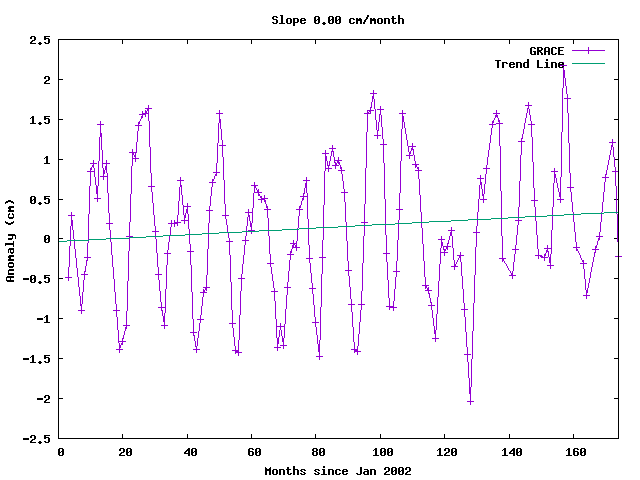 Slope 0.00 cm/month
GRACE
Trend Line
2.5
2
1.5
1
0.5
0
-0.5
-1
-1.5
-2
-2.5
Anomaly (cm)
0 20 40 60 80 100 120 140 160
Months since Jan 2002